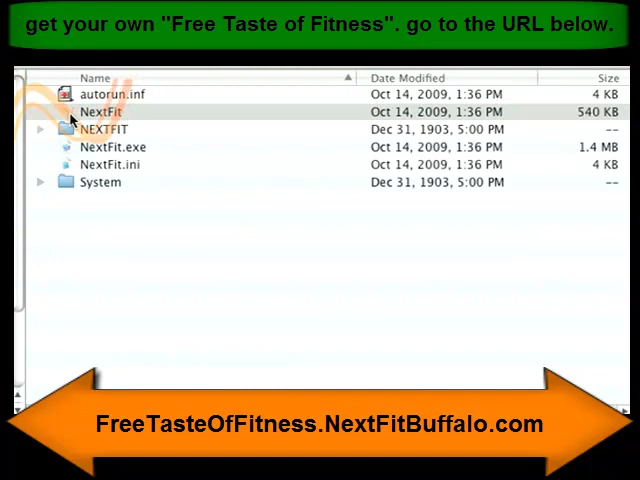 get your own "Free Taste of Fitness". go to the URL below.
Name Date Modified Size
autorun.inf Oct 14, 2009, 1:36 PM 4 KB
NextFit Oct 14, 2009, 1:36 PM 540 KB
NEXTFIT Dec 31, 1903, 5:00 PM --
NextFit.exe Oct 14, 2009, 1:36 PM 1.4 MB
NextFit.ini Oct 14, 2009, 1:36 PM 4 KB
System Dec 31, 1903, 5:00 PM --
FreeTasteOfFitness.NextFitBuffalo.com